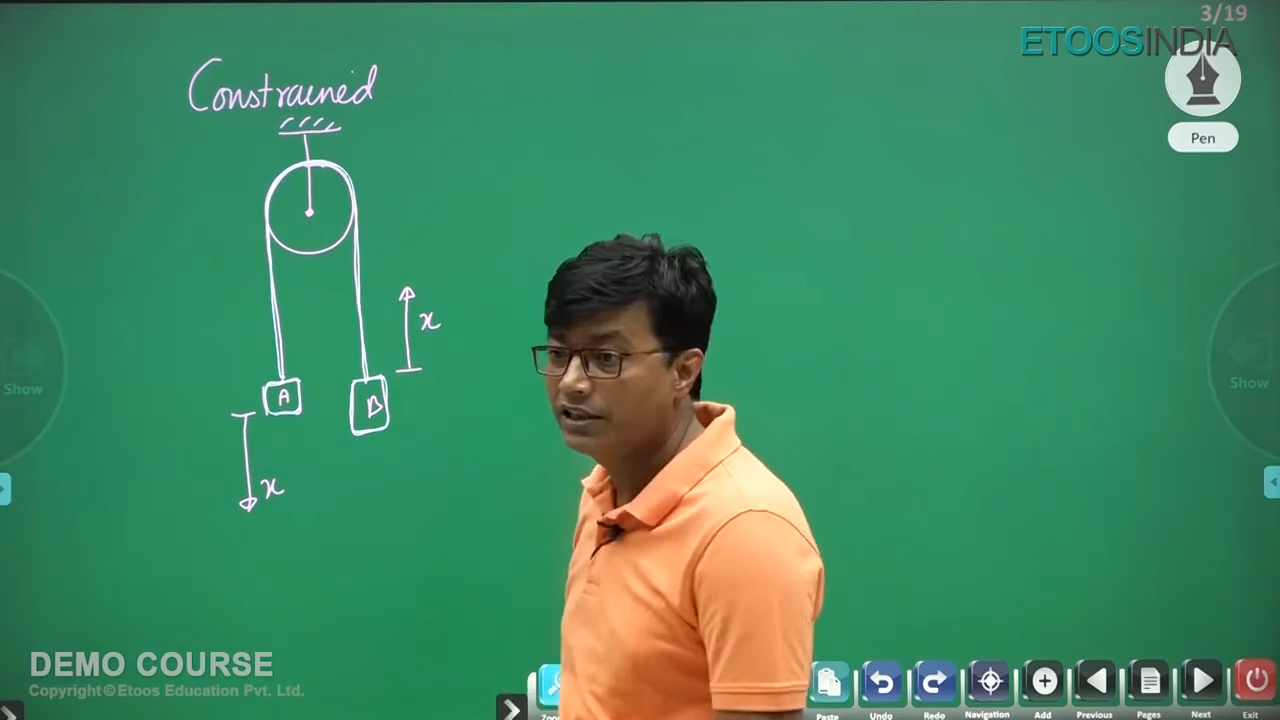 3/19
ETOOSINDIA
Pen
Constrained
x
A
B
x
Show
Show
DEMO COURSE
Copyright © Etoos Education Pvt. Ltd.
Paste
Undo
Redo
Navigation
Add
Previous
Pages
Next
Exit